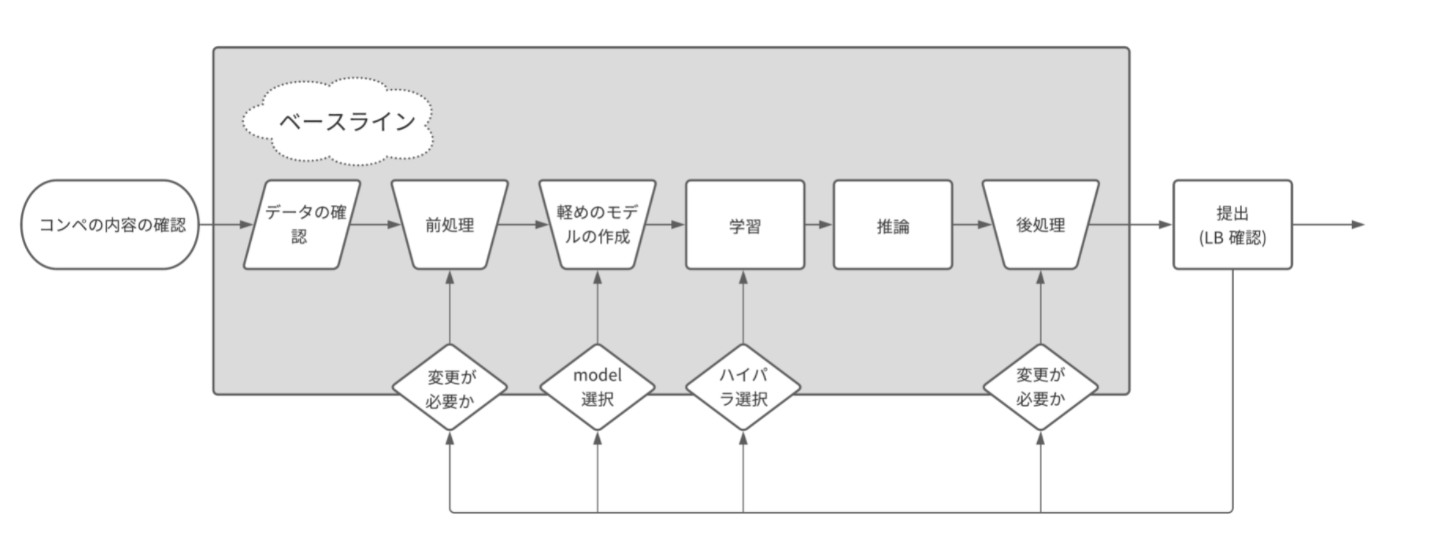 ベースライン
コンペの内容の確認
データの確
認
前処理
軽めのモデ
ルの作成
学習
推論
後処理
提出
(LB 確認)
変更が
必要か
model
選択
ハイパ
ラ選択
変更が
必要か